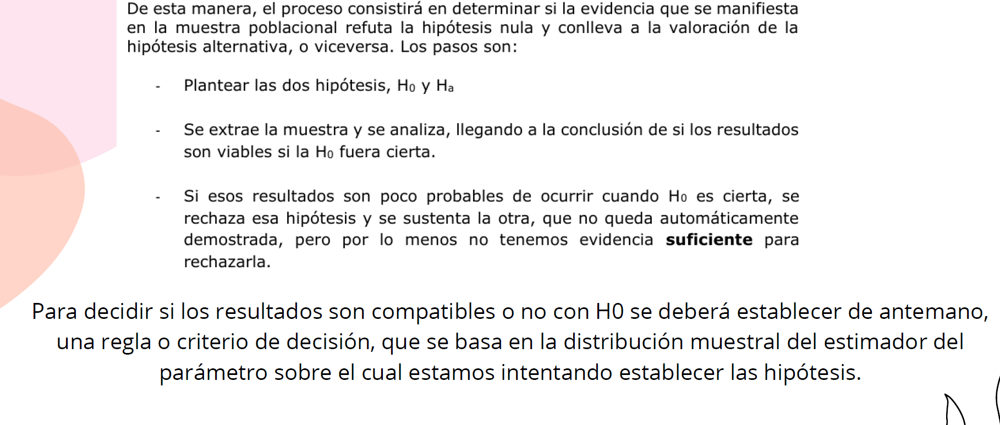 De esta manera, el proceso consistirá en determinar si la evidencia que se manifiesta
en la muestra poblacional refuta la hipótesis nula y conlleva a la valoración de la
hipótesis alternativa, o viceversa. Los pasos son:
- Plantear las dos hipótesis, H₀ y Hₐ
- Se extrae la muestra y se analiza, llegando a la conclusión de si los resultados
son viables si la H₀ fuera cierta.
- Si esos resultados son poco probables de ocurrir cuando H₀ es cierta, se
rechaza esa hipótesis y se sustenta la otra, que no queda automáticamente
demostrada, pero por lo menos no tenemos evidencia suficiente para
rechazarla.
Para decidir si los resultados son compatibles o no con H0 se deberá establecer de antemano,
una regla o criterio de decisión, que se basa en la distribución muestral del estimador del
parámetro sobre el cual estamos intentando establecer las hipótesis.